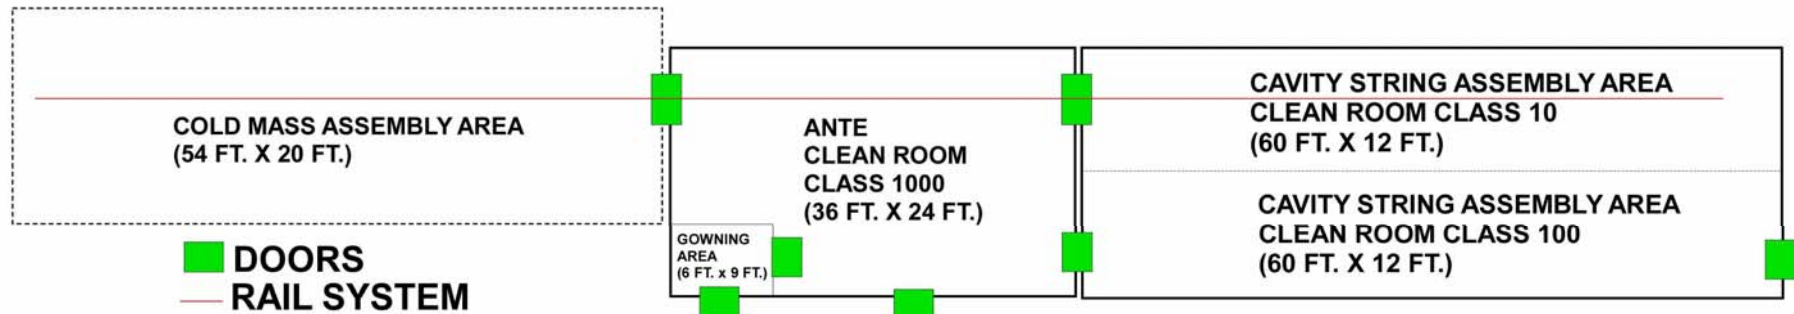 COLD MASS ASSEMBLY AREA
(54 FT. X 20 FT.)
ANTE
CLEAN ROOM
CLASS 1000
(36 FT. X 24 FT.)
GOWNING
AREA
(6 FT. x 9 FT.)
CAVITY STRING ASSEMBLY AREA
CLEAN ROOM CLASS 10
(60 FT. X 12 FT.)
CAVITY STRING ASSEMBLY AREA
CLEAN ROOM CLASS 100
(60 FT. X 12 FT.)
DOORS
RAIL SYSTEM